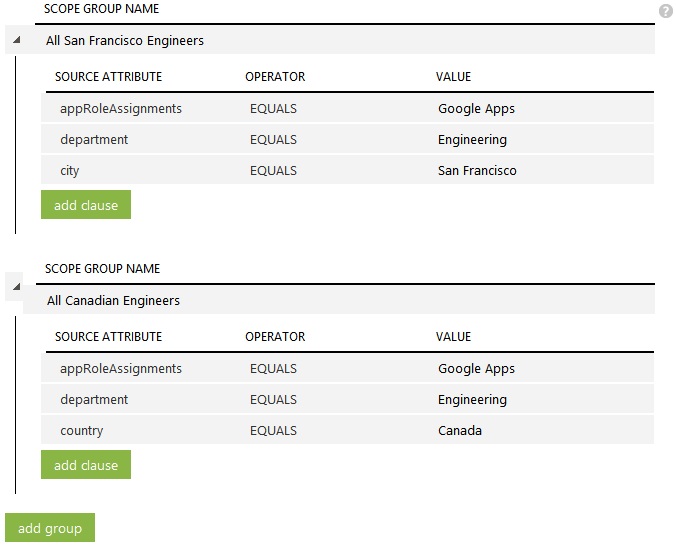 SCOPE GROUP NAME
?
All San Francisco Engineers
SOURCE ATTRIBUTE OPERATOR VALUE
appRoleAssignments EQUALS Google Apps
department EQUALS Engineering
city EQUALS San Francisco
add clause
SCOPE GROUP NAME
All Canadian Engineers
SOURCE ATTRIBUTE OPERATOR VALUE
appRoleAssignments EQUALS Google Apps
department EQUALS Engineering
country EQUALS Canada
add clause
add group